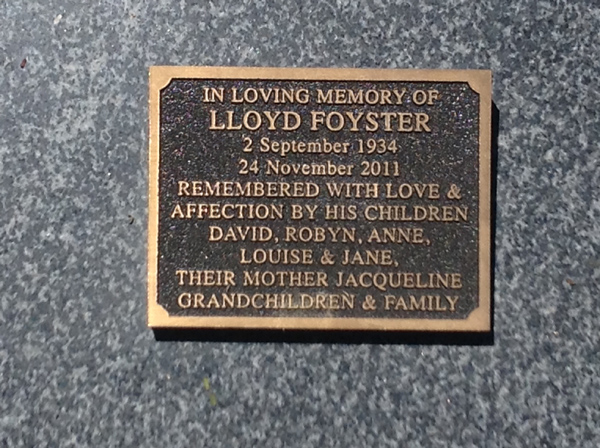 IN LOVING MEMORY OF
LLOYD FOYSTER
2 September 1934
24 November 2011
REMEMBERED WITH LOVE &
AFFECTION BY HIS CHILDREN
DAVID, ROBYN, ANNE,
LOUISE & JANE,
THEIR MOTHER JACQUELINE
GRANDCHILDREN & FAMILY